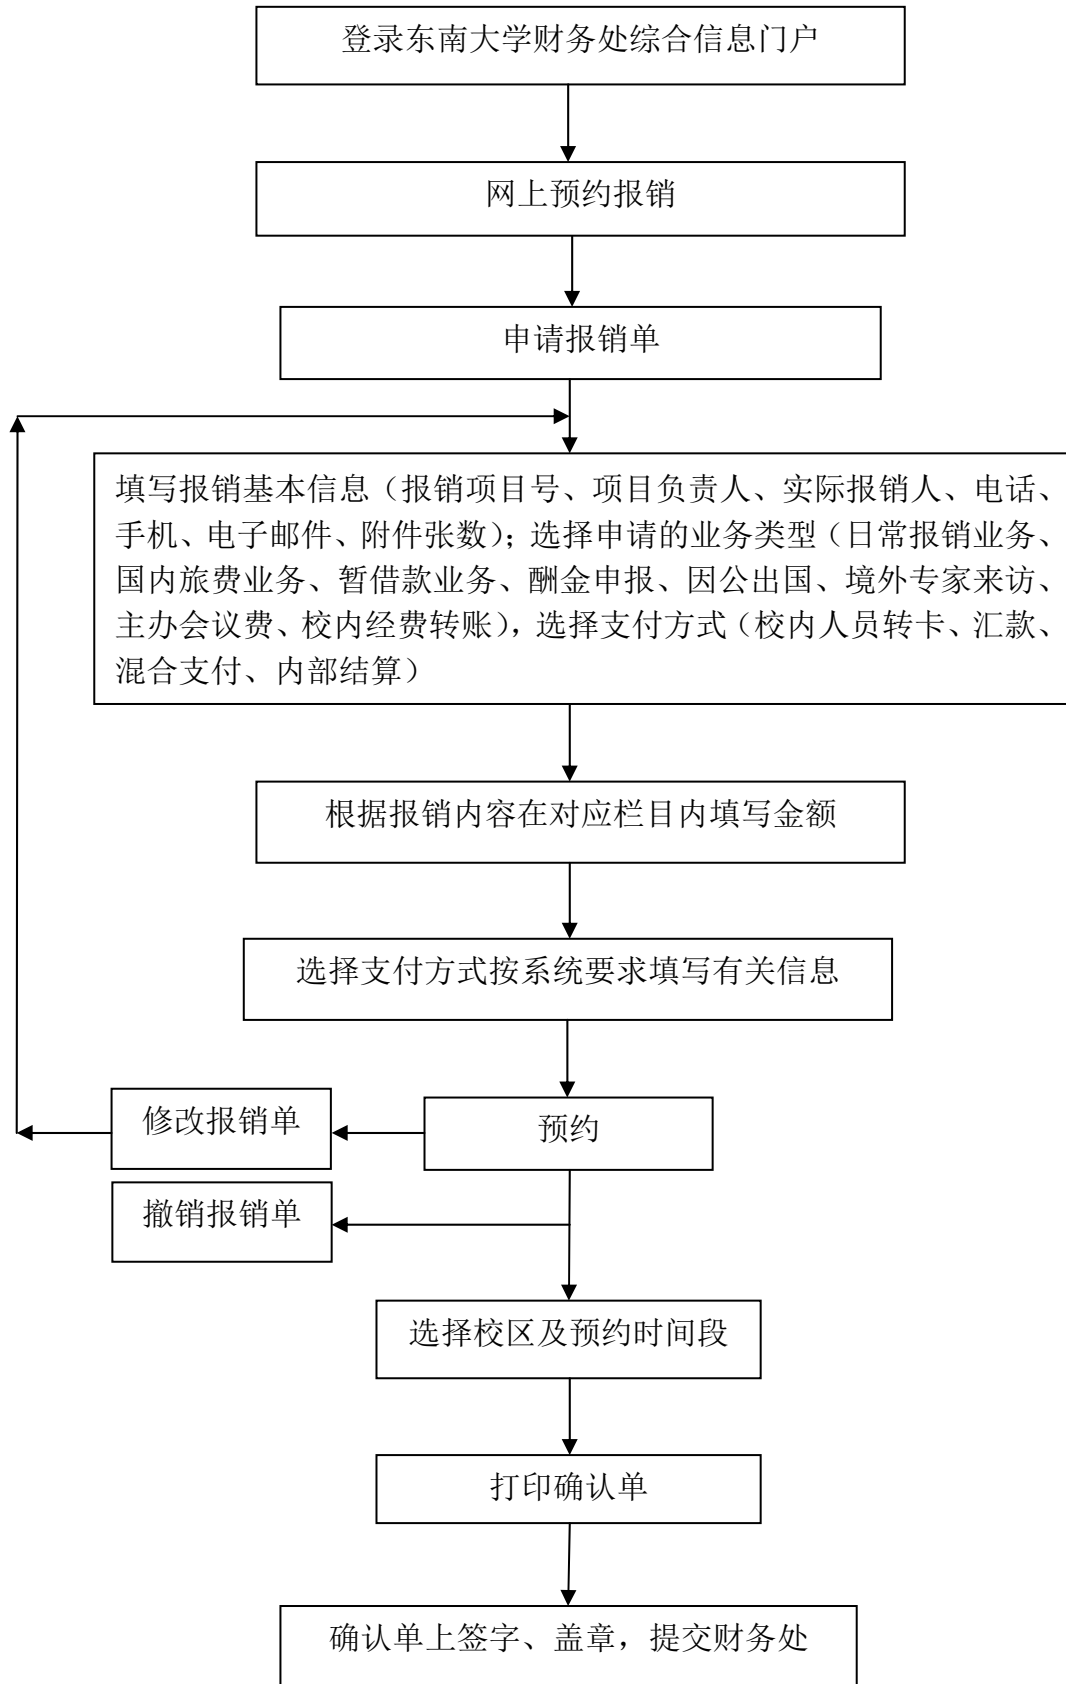 登录东南大学财务处综合信息门户
网上预约报销
申请报销单
填写报销基本信息（报销项目号、项目负责人、实际报销人、电话、
手机、电子邮件、附件张数）；选择申请的业务类型（日常报销业务、
国内旅费业务、暂借款业务、酬金申报、因公出国、境外专家来访、
主办会议费、校内经费转账），选择支付方式（校内人员转卡、汇款、
混合支付、内部结算）
根据报销内容在对应栏目内填写金额
选择支付方式按系统要求填写有关信息
修改报销单
预约
撤销报销单
选择校区及预约时间段
打印确认单
确认单上签字、盖章，提交财务处